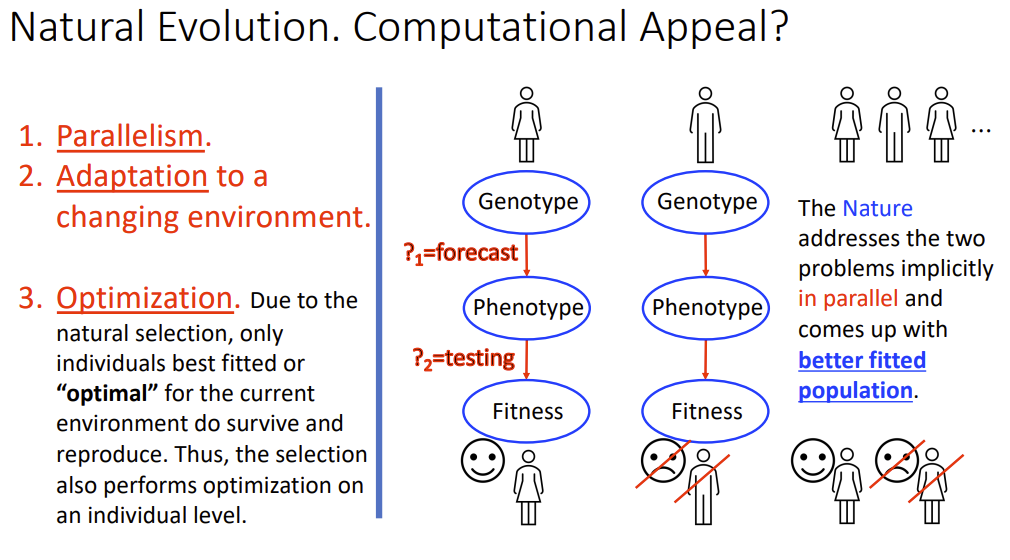 Natural Evolution. Computational Appeal?
1. Parallelism.
2. Adaptation to a
changing environment.
3. Optimization. Due to the
natural selection, only
individuals best fitted or
“optimal” for the current
environment do survive and
reproduce. Thus, the selection
also performs optimization on
an individual level.
Genotype
?1=forecast
Phenotype
?2=testing
Fitness
Genotype
Phenotype
Fitness
...
The Nature
addresses the two
problems implicitly
in parallel and
comes up with
better fitted
population.